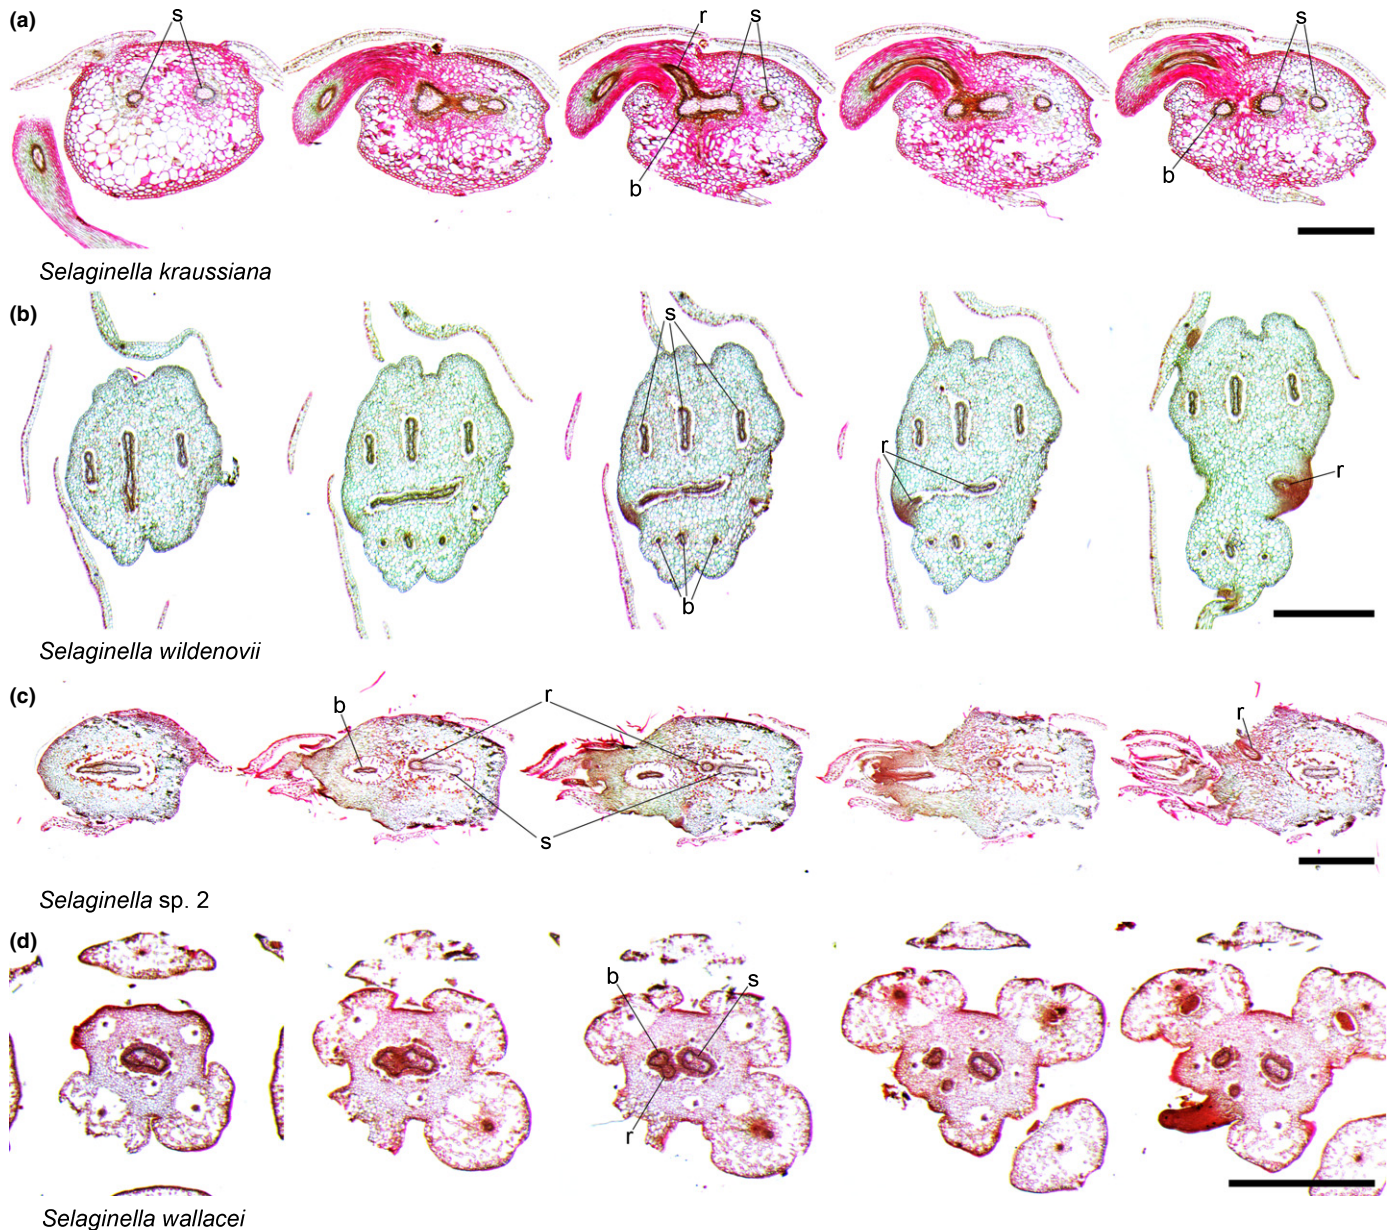 (a)
s
r
s
s
b
b
Selaginella kraussiana
(b)
s
r
r
b
Selaginella wildenovii
(c)
b
r
r
s
Selaginella sp. 2
(d)
b
s
r
Selaginella wallacei